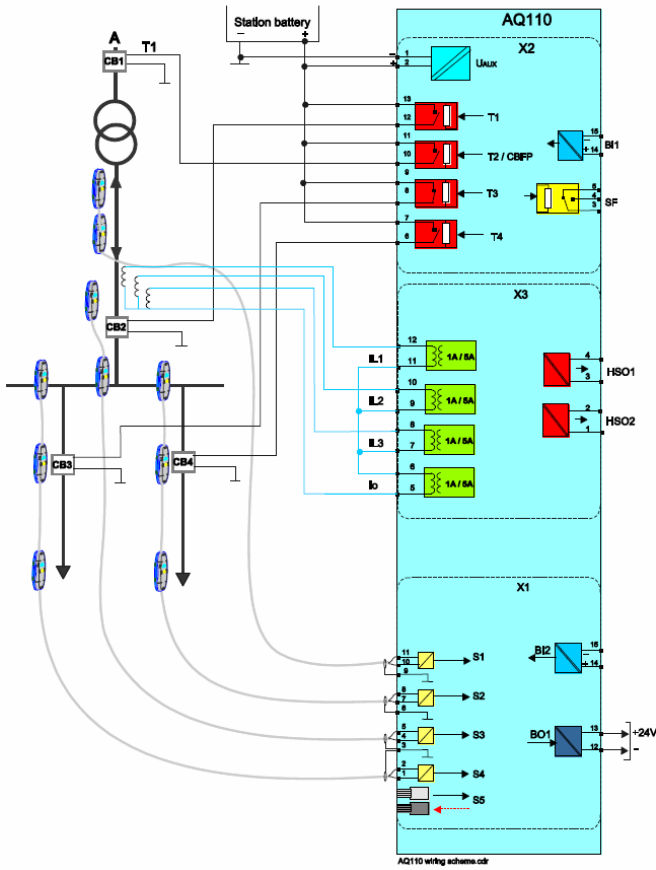 Station battery
−
+
AQ110
A
T1
CB1
X2
− 1
+ 2
UAUX
13
12
T1
11
10
T2 / CBFP
9
8
T3
7
6
T4
15
−
+
14
BI1
5
4
3
SF
CB2
X3
IL1
12
11
1A / 5A
IL2
10
9
1A / 5A
IL3
8
7
1A / 5A
Io
6
5
1A / 5A
4
3
HSO1
2
1
HSO2
CB3
CB4
X1
11
10
9
S1
8
7
6
S2
5
4
3
S3
2
1
S4
S5
BI2
15
−
+
14
BO1
13
12
+24V
-
AQ110 wiring scheme.cdr